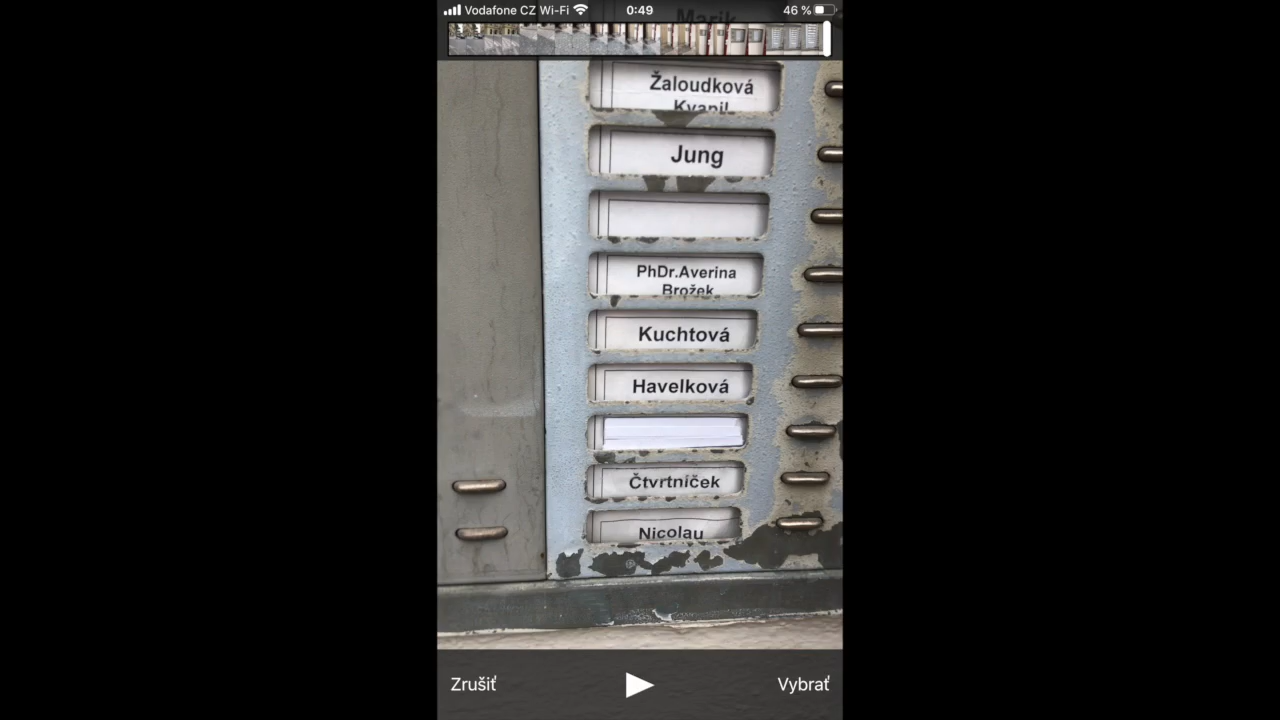 Vodafone CZ Wi-Fi
0:49
46 %
Marik
Žaloudková
Kvapil
Jung
PhDr.Averina
Brožek
Kuchtová
Havelková
Čtvrtníček
Nicolau
Zrušiť
Vybrať